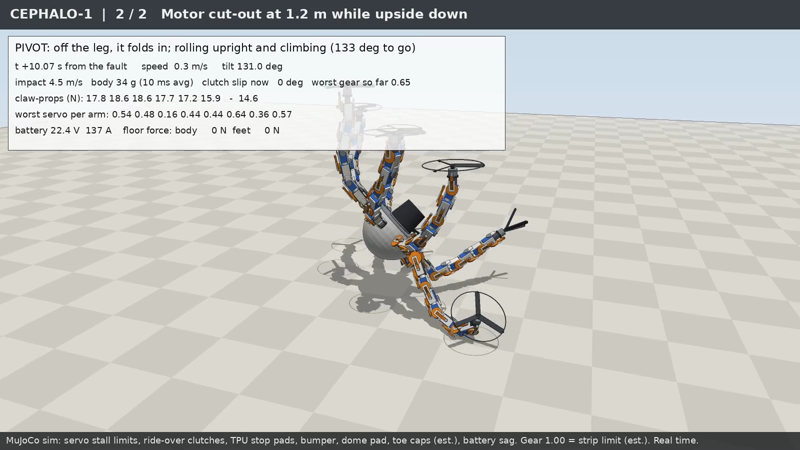 CEPHALO-1 | 2 / 2 Motor cut-out at 1.2 m while upside down
PIVOT: off the leg, it folds in; rolling upright and climbing (133 deg to go)
t +10.07 s from the fault speed 0.3 m/s tilt 131.0 deg
impact 4.5 m/s body 34 g (10 ms avg) clutch slip now 0 deg worst gear so far 0.65
claw-props (N): 17.8 18.6 18.6 17.7 17.2 15.9 - 14.6
worst servo per arm: 0.54 0.48 0.16 0.44 0.44 0.64 0.36 0.57
battery 22.4 V 137 A floor force: body 0 N feet 0 N
MuJoCo sim: servo stall limits, ride-over clutches, TPU stop pads, bumper, dome pad, toe caps (est.), battery sag. Gear 1.00 = strip limit (est.). Real time.